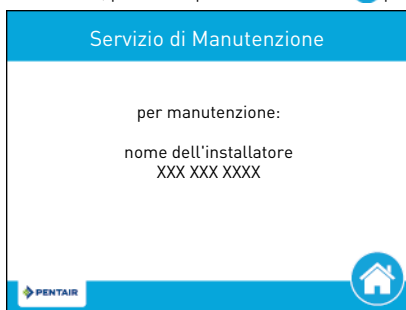 Servizio di Manutenzione
per manutenzione:
nome dell'installatore
XXX XXX XXXX
PENTAIR